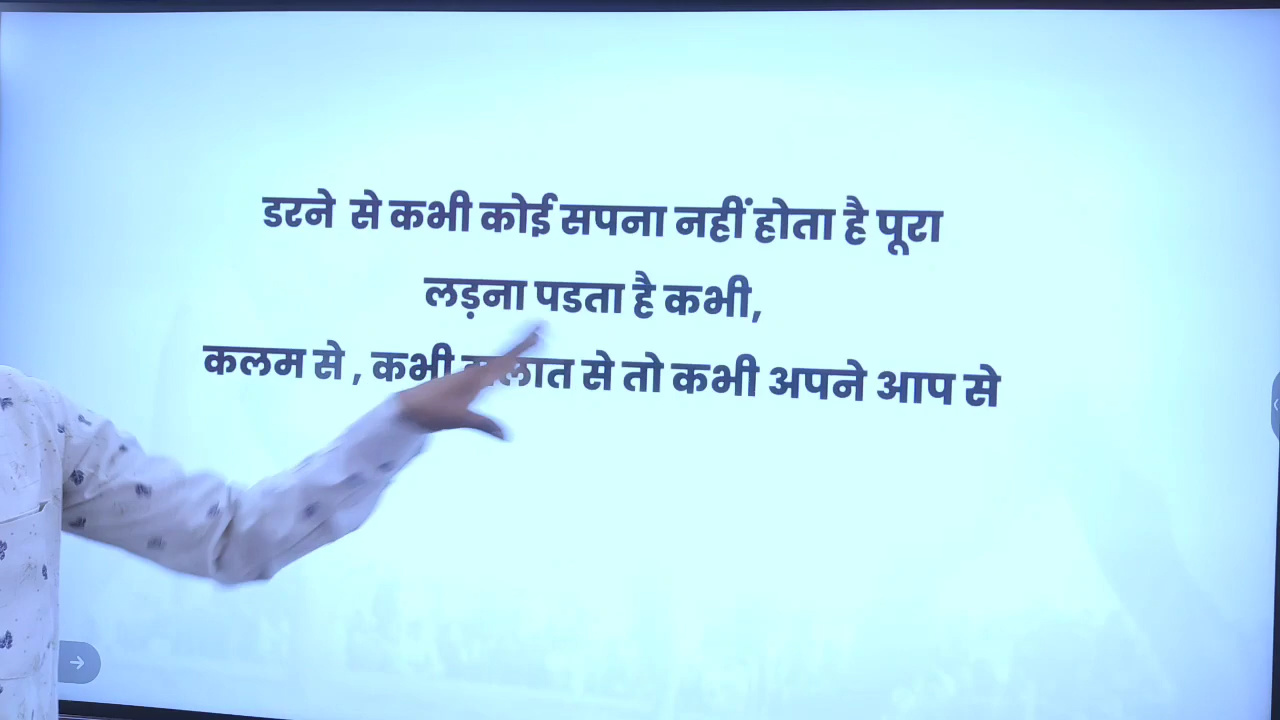 डरने से कभी कोई सपना नहीं होता है पूरा
लड़ना पडता है कभी,
कलम से , कभी से तो कभी अपने आप से